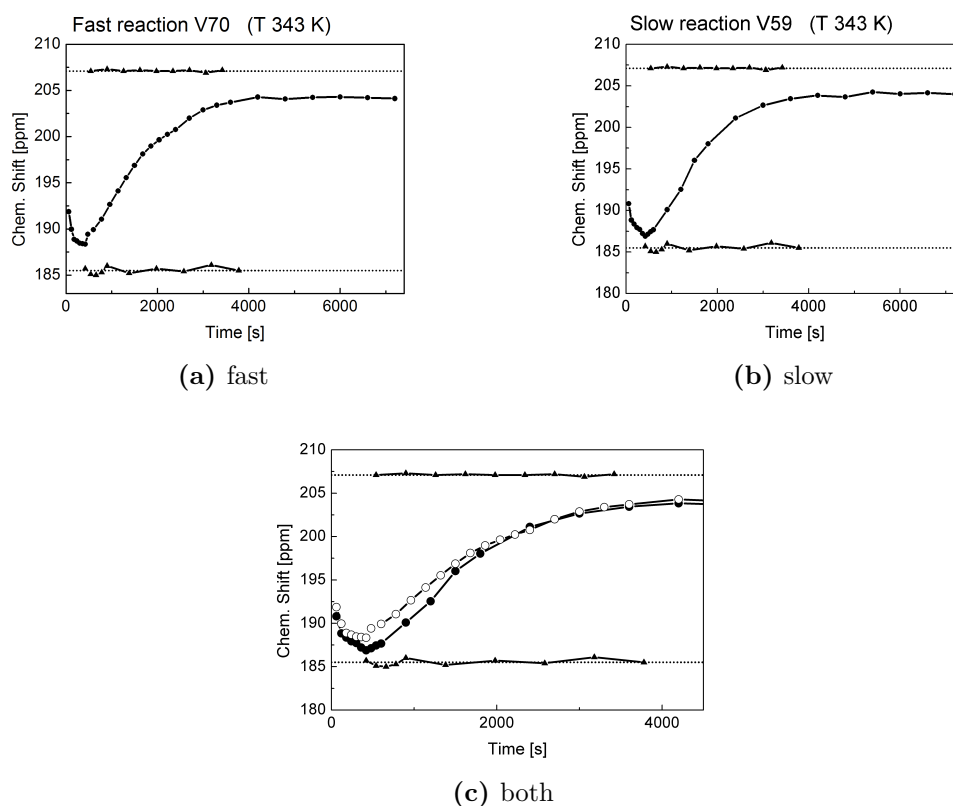 Fast reaction V70 (T 343 K)
210
205
200
195
190
185
Chem. Shift [ppm]
0 2000 4000 6000
Time [s]
(a) fast
Slow reaction V59 (T 343 K)
210
205
200
195
190
185
180
Chem. Shift [ppm]
0 2000 4000 6000
Time [s]
(b) slow
210
205
200
195
190
185
180
Chem. Shift [ppm]
0 2000 4000
Time [s]
(c) both